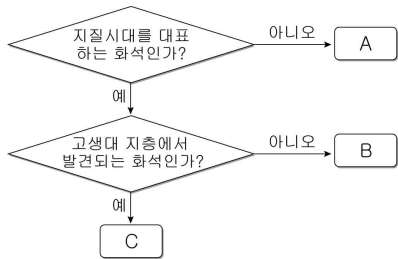 지질시대를 대표
하는 화석인가?
아니오
A
예
고생대 지층에서
발견되는 화석인가?
아니오
B
예
C